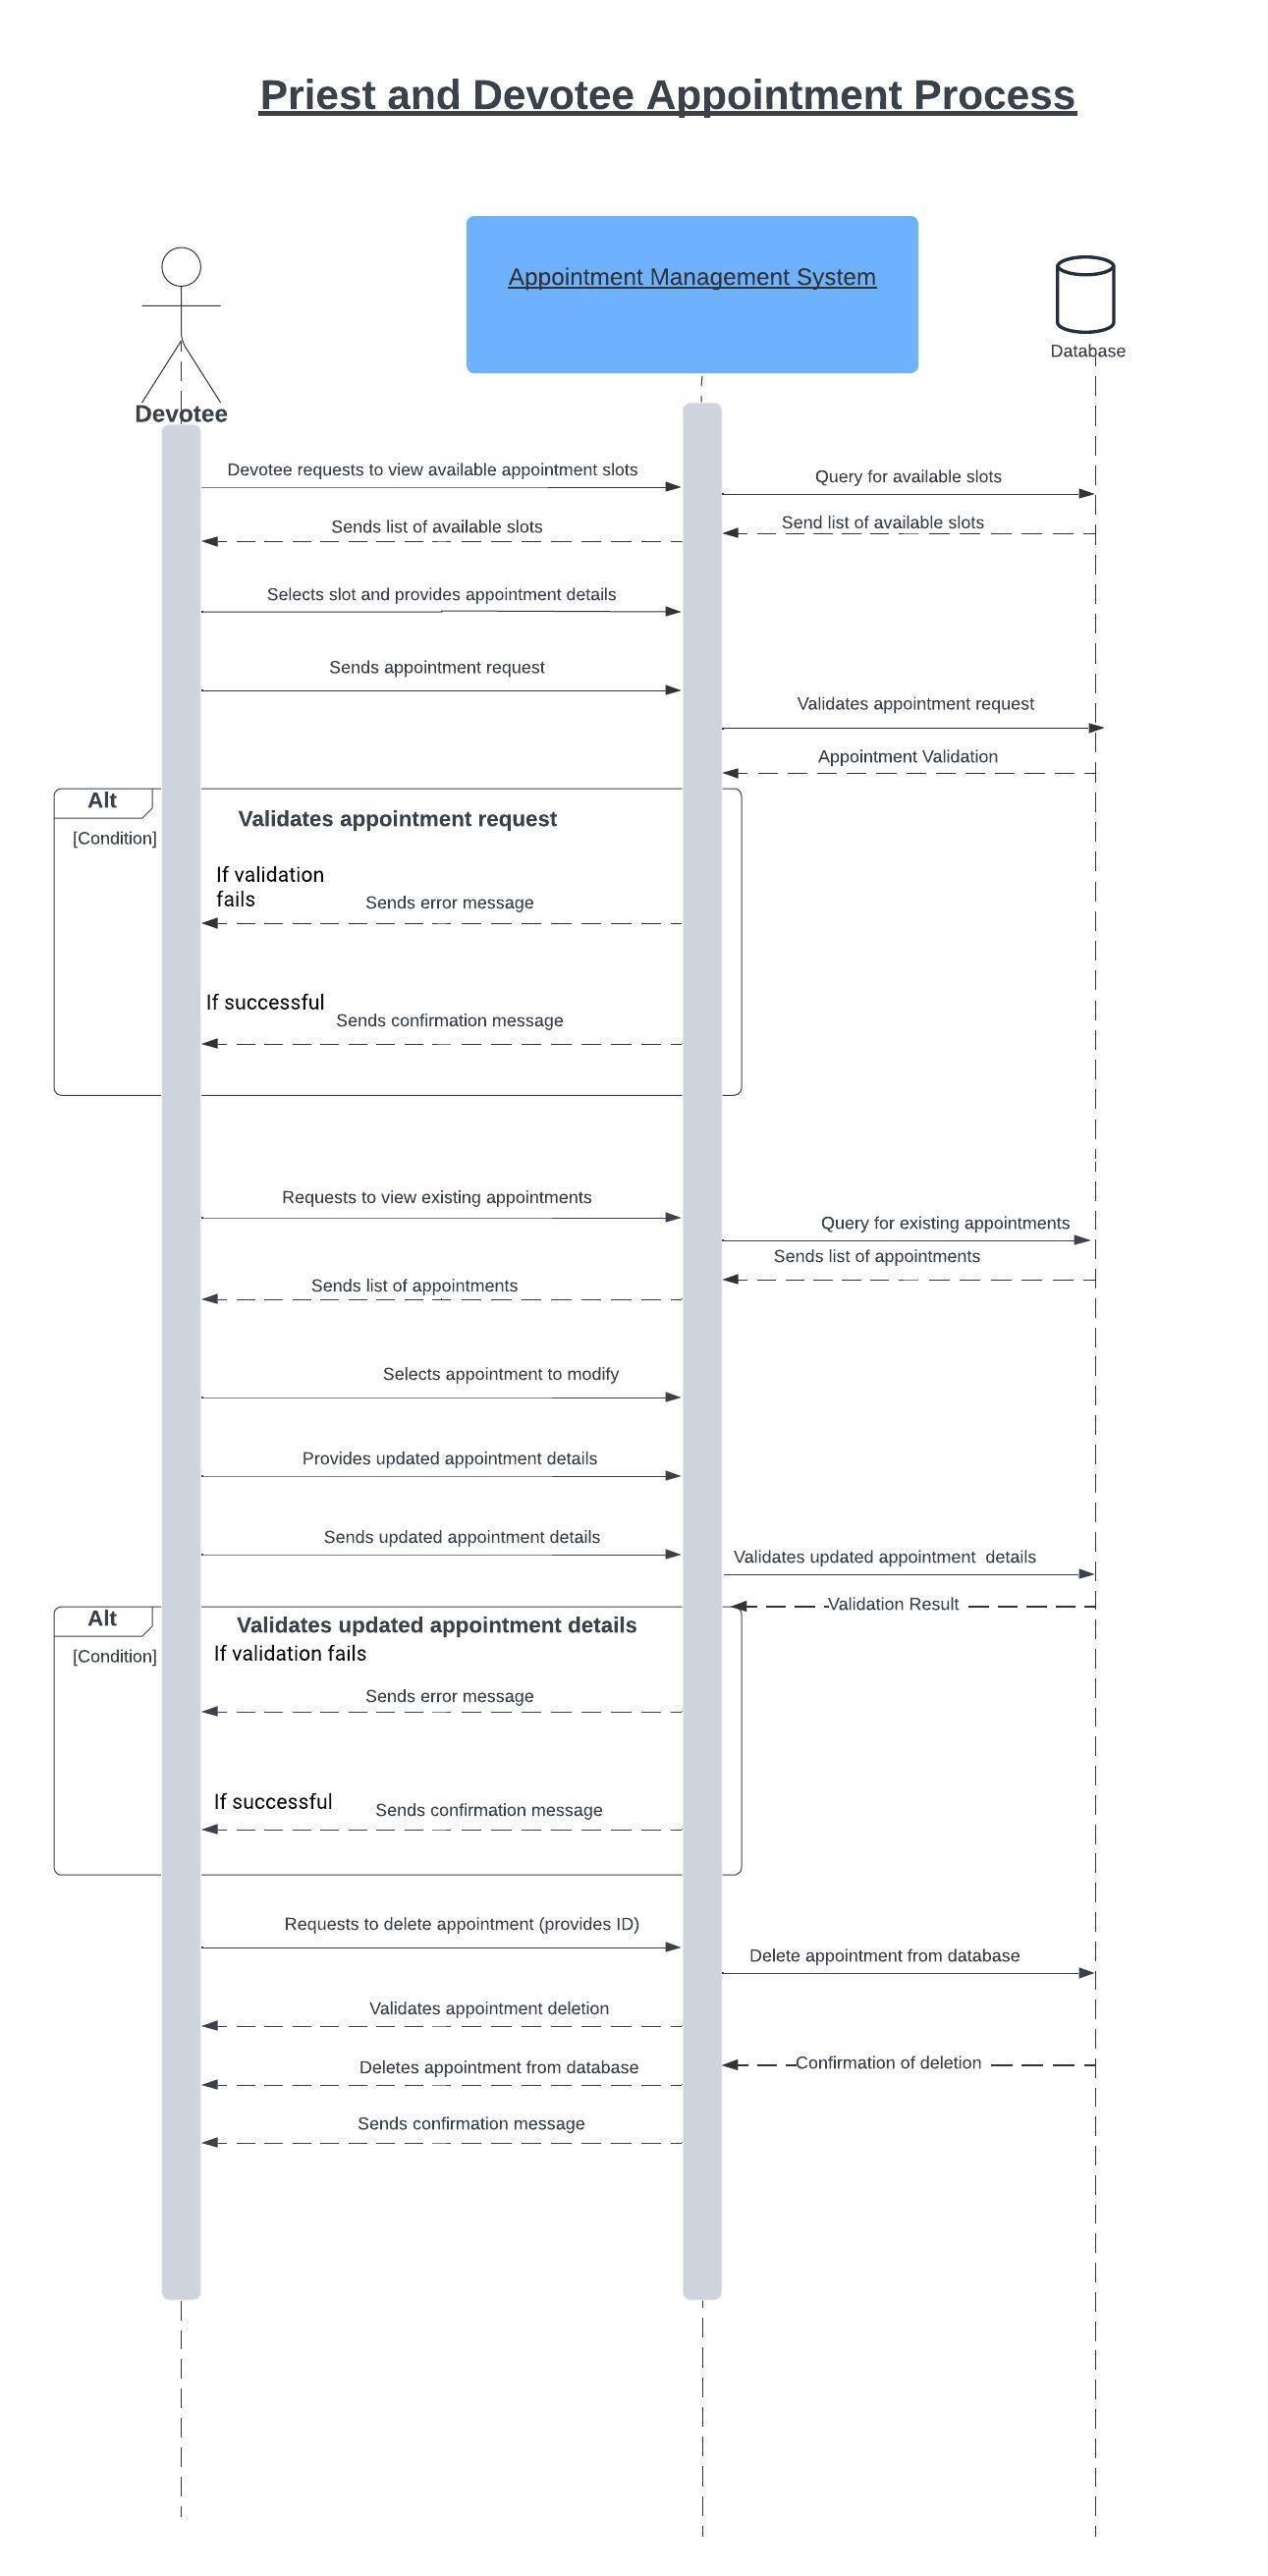 Priest and Devotee Appointment Process
Appointment Management System
Database
Devotee
Devotee requests to view available appointment slots
Query for available slots
Send list of available slots
Sends list of available slots
Selects slot and provides appointment details
Sends appointment request
Validates appointment request
Appointment Validation
Alt
Validates appointment request
[Condition]
If validation
fails
Sends error message
If successful
Sends confirmation message
Requests to view existing appointments
Query for existing appointments
Sends list of appointments
Sends list of appointments
Selects appointment to modify
Provides updated appointment details
Sends updated appointment details
Validates updated appointment  details
Validation Result
Alt
Validates updated appointment details
[Condition]
If validation fails
Sends error message
If successful
Sends confirmation message
Requests to delete appointment (provides ID)
Delete appointment from database
Validates appointment deletion
Confirmation of deletion
Deletes appointment from database
Sends confirmation message